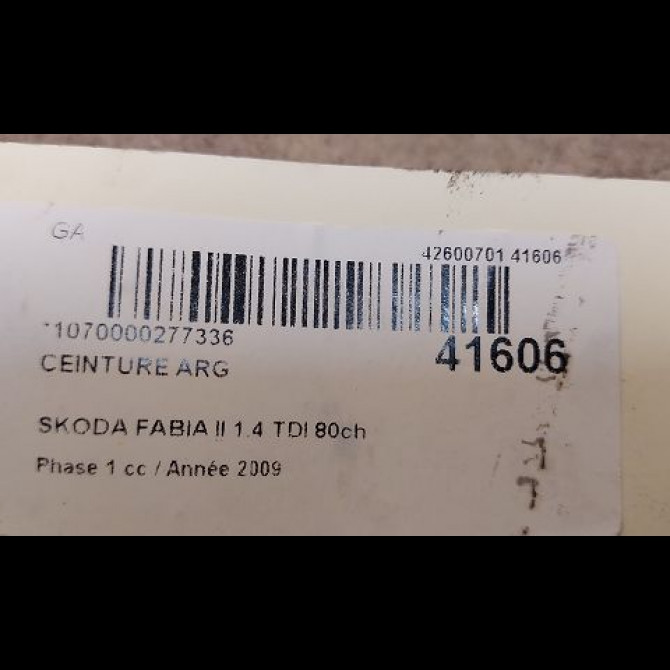 GA
42600701 41606
*1070000277336
41606
CEINTURE ARG
SKODA FABIA II 1.4 TDI 80ch
Phase 1 cc / Année 2009